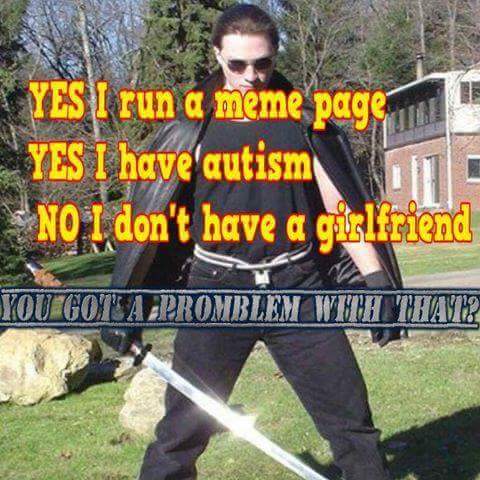 YES I run a meme page
YES I have autism
NO I don't have a girlfriend
YOU GOT A PROMBLEM WITH THAT?